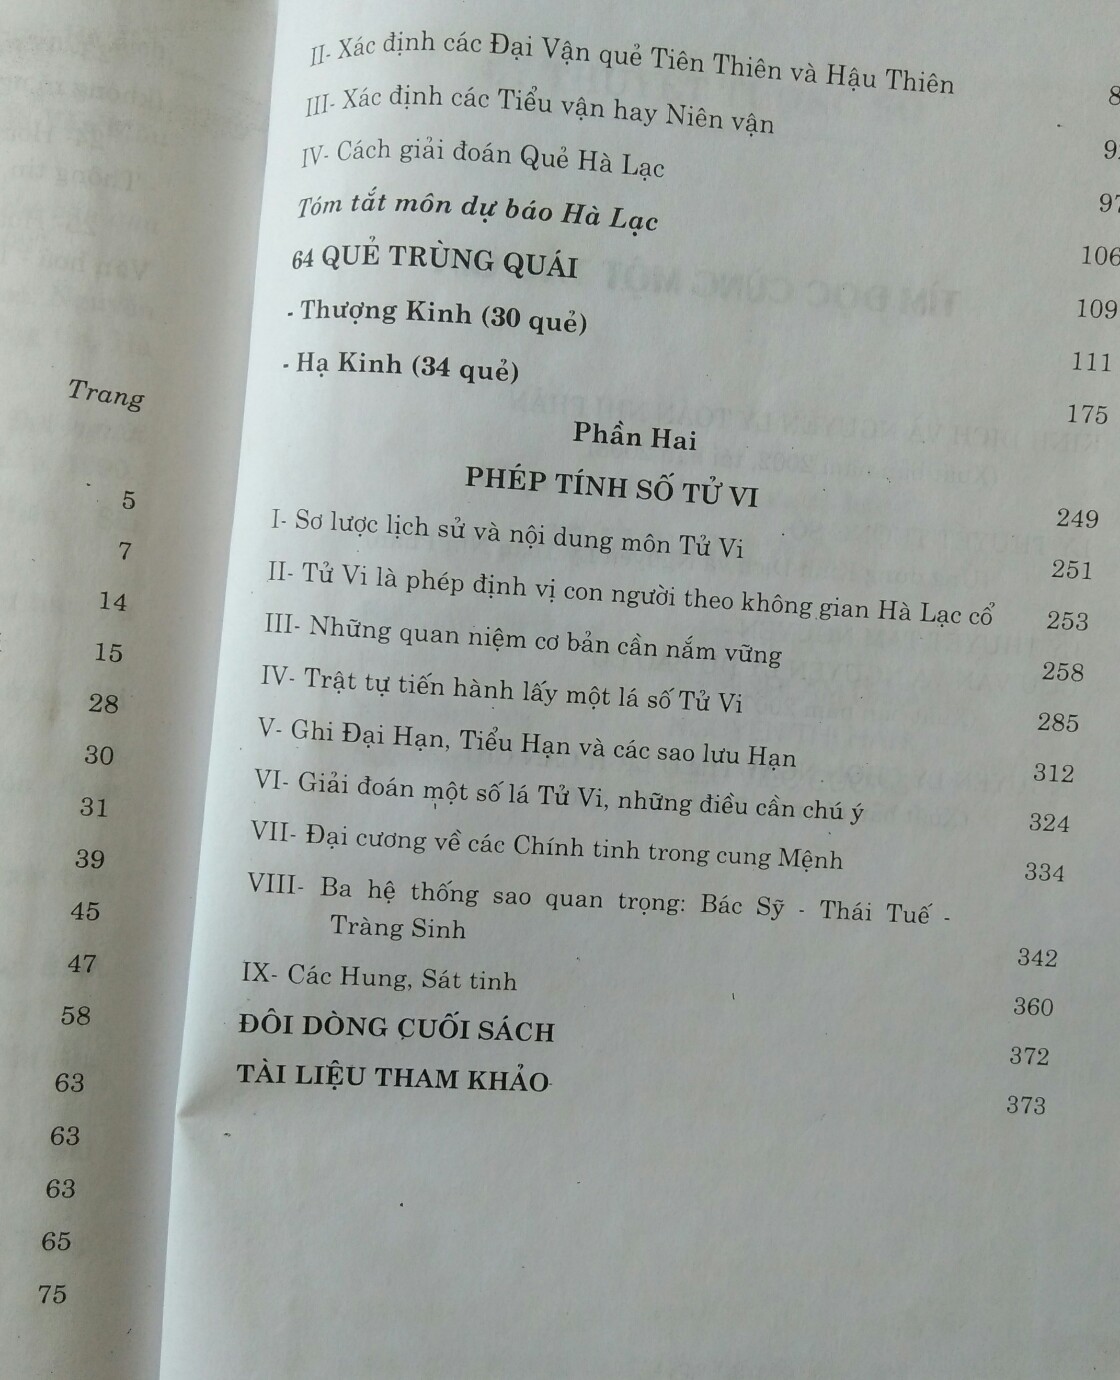 Trang
5
7
14
15
28
30
31
39
45
47
58
63
63
63
65
75
II- Xác định các Đại Vận quẻ Tiên Thiên và Hậu Thiên
III- Xác định các Tiểu vận hay Niên vận
IV- Cách giải đoán Quẻ Hà Lạc 97
Tóm tắt môn dự báo Hà Lạc 106
64 QUẺ TRÙNG QUÁI 109
- Thượng Kinh (30 quẻ) 111
- Hạ Kinh (34 quẻ) 175
Phần Hai
PHÉP TÍNH SỐ TỬ VI 249
I- Sơ lược lịch sử và nội dung môn Tử Vi 251
II- Tử Vi là phép định vị con người theo không gian Hà Lạc cổ 253
III- Những quan niệm cơ bản cần nắm vững 258
IV- Trật tự tiến hành lấy một lá số Tử Vi 285
V- Ghi Đại Hạn, Tiểu Hạn và các sao lưu Hạn 312
VI- Giải đoán một số lá Tử Vi, những điều cần chú ý 324
VII- Đại cương về các Chính tinh trong cung Mệnh 334
VIII- Ba hệ thống sao quan trọng: Bác Sỹ - Thái Tuế -
Tràng Sinh 342
IX- Các Hung, Sát tinh 360
ĐÔI DÒNG CUỐI SÁCH 372
TÀI LIỆU THAM KHẢO 373